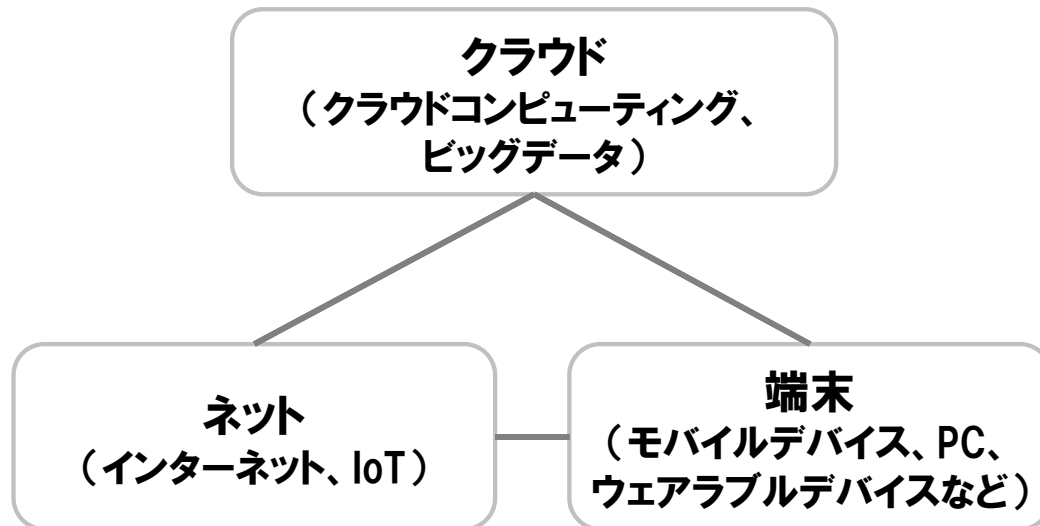 クラウド
（クラウドコンピューティング、
ビッグデータ）
ネット
（インターネット、IoT）
端末
（モバイルデバイス、PC、
ウェアラブルデバイスなど）